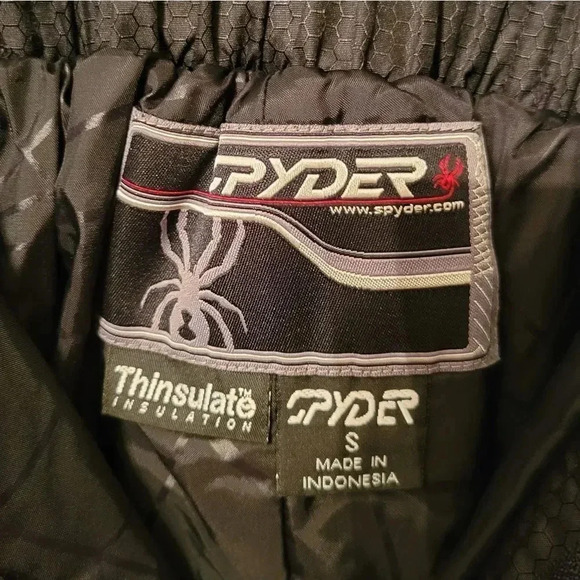 SPYDER
www.spyder.com
Thinsulate™
INSULATION
SPYDER
S
MADE IN
INDONESIA